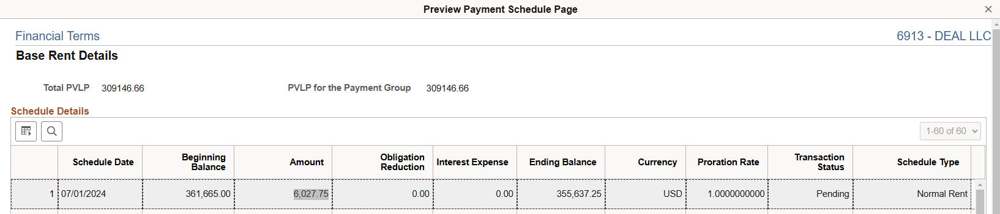 Preview Payment Schedule Page
Financial Terms
6913 - DEAL LLC
Base Rent Details
Total PVLP 309146.66 PVLP for the Payment Group 309146.66
Schedule Details
1-60 of 60
Schedule Date Beginning Balance Amount Obligation Reduction Interest Expense Ending Balance Currency Proration Rate Transaction Status Schedule Type
1 07/01/2024 361,665.00 6,027.75 0.00 0.00 355,637.25 USD 1.0000000000 Pending Normal Rent